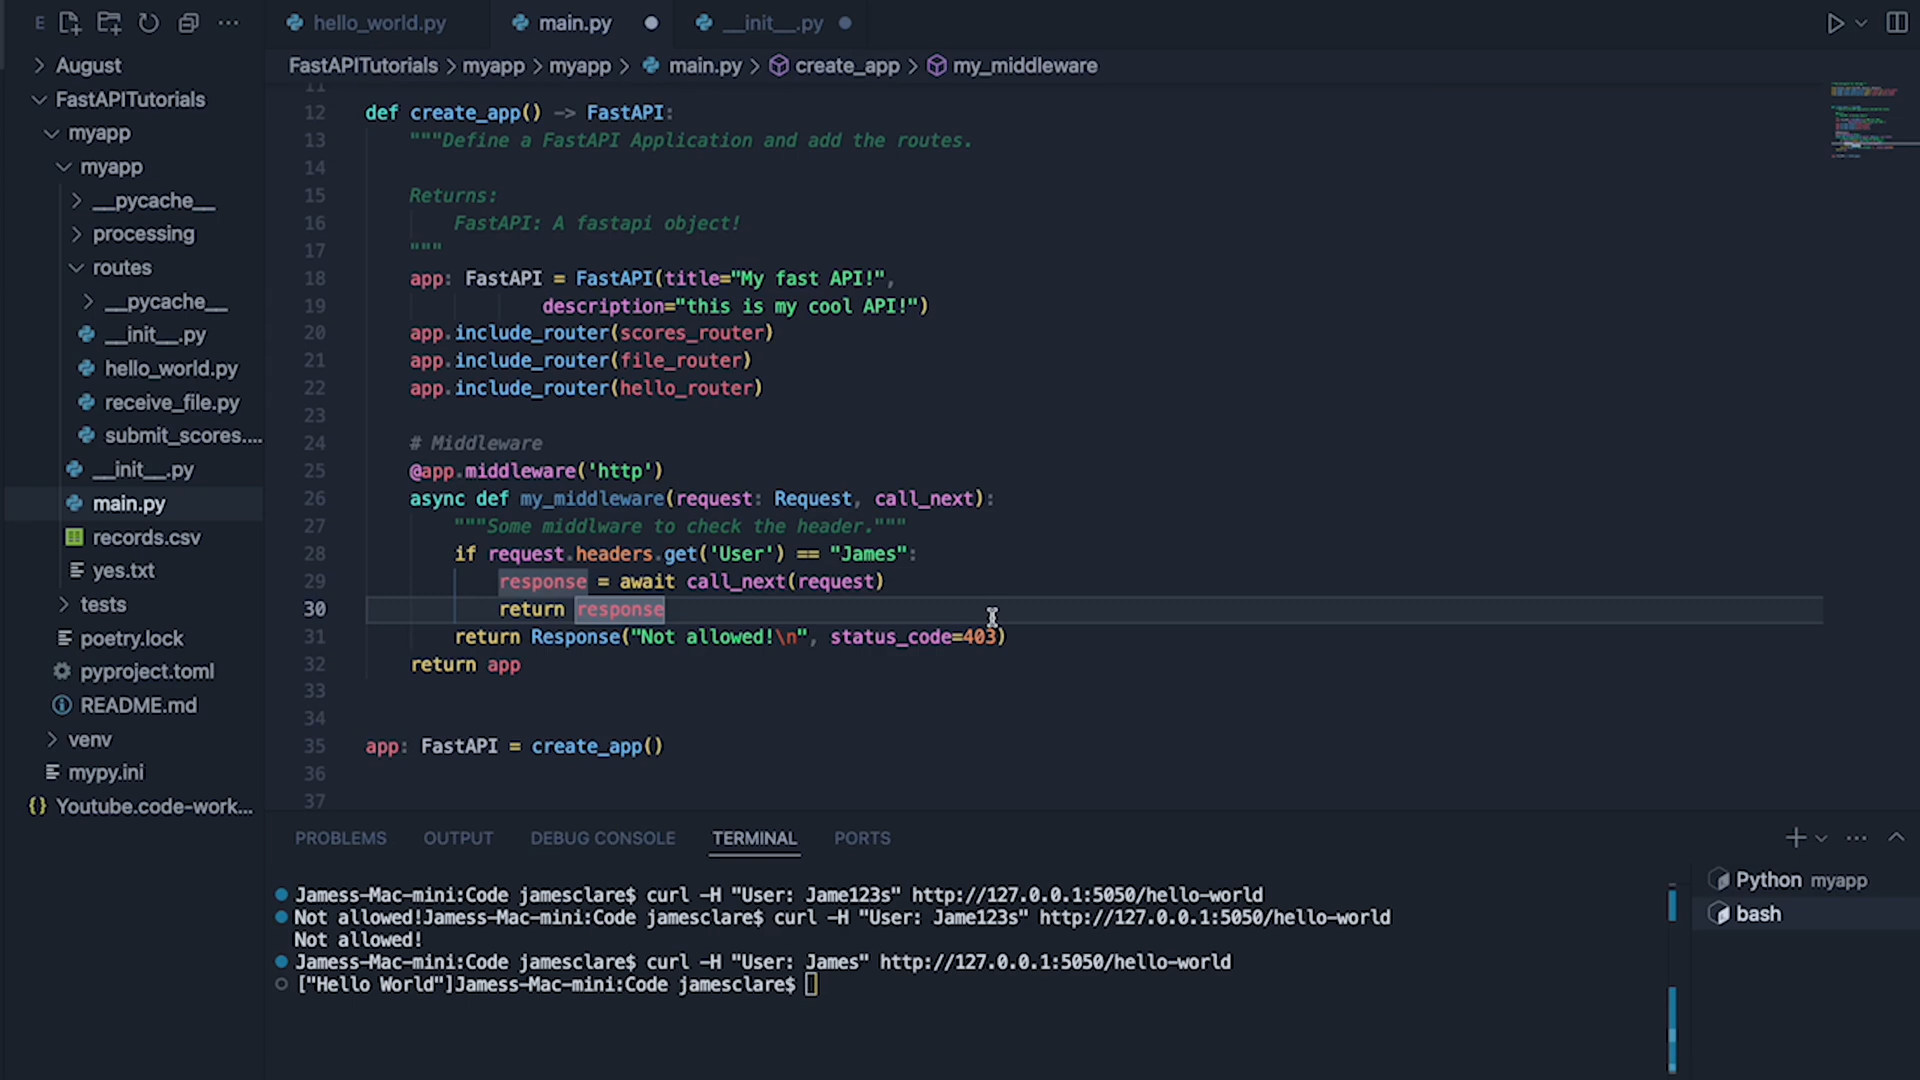 E
hello_world.py
main.py
__init__.py
FastAPITutorials > myapp > myapp > main.py > create_app > my_middleware
August
FastAPITutorials
myapp
myapp
__pycache__
processing
routes
__pycache__
__init__.py
hello_world.py
receive_file.py
submit_scores....
__init__.py
main.py
records.csv
yes.txt
tests
poetry.lock
pyproject.toml
README.md
venv
mypy.ini
Youtube.code-work...
11
12 def create_app() -> FastAPI:
13 """Define a FastAPI Application and add the routes.
14
15 Returns:
16 FastAPI: A fastapi object!
17 """
18 app: FastAPI = FastAPI(title="My fast API!",
19 description="this is my cool API!")
20 app.include_router(scores_router)
21 app.include_router(file_router)
22 app.include_router(hello_router)
23
24 # Middleware
25 @app.middleware('http')
26 async def my_middleware(request: Request, call_next):
27 """Some middlware to check the header."""
28 if request.headers.get('User') == "James":
29 response = await call_next(request)
30 return response
31 return Response("Not allowed!\n", status_code=403)
32 return app
33
34
35 app: FastAPI = create_app()
36
37
PROBLEMS OUTPUT DEBUG CONSOLE TERMINAL PORTS
Jamess-Mac-mini:Code jamesclare$ curl -H "User: Jame123s" http://127.0.0.1:5050/hello-world
Not allowed!Jamess-Mac-mini:Code jamesclare$ curl -H "User: Jame123s" http://127.0.0.1:5050/hello-world
Not allowed!
Jamess-Mac-mini:Code jamesclare$ curl -H "User: James" http://127.0.0.1:5050/hello-world
["Hello World"]Jamess-Mac-mini:Code jamesclare$
Python myapp
bash